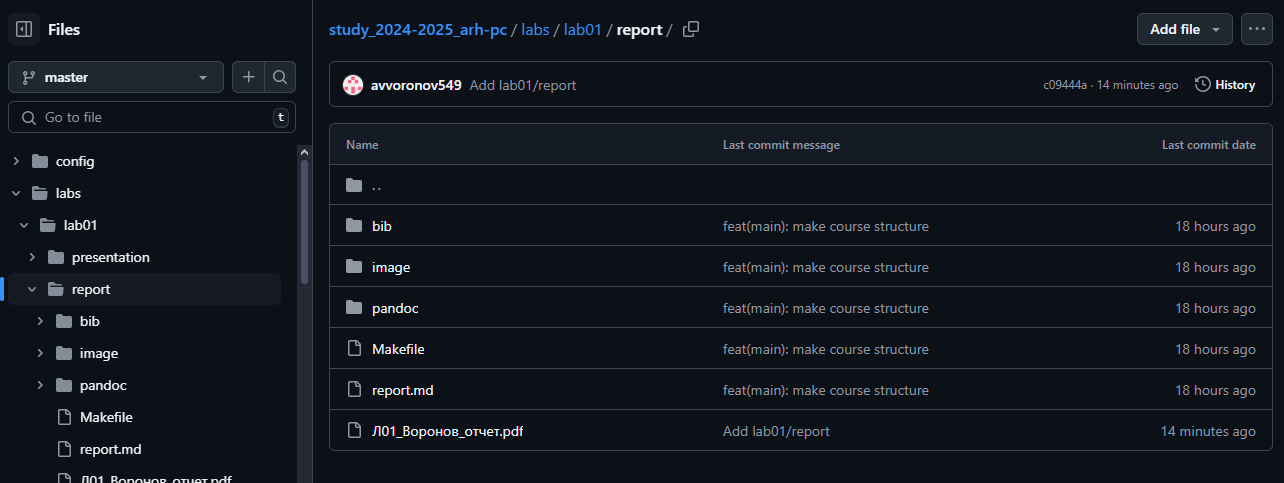 Files
master
Go to file
t
config
labs
lab01
presentation
report
bib
image
pandoc
Makefile
report.md
Л01_Воронов_отчет.pdf
study_2024-2025_arh-pc / labs / lab01 / report /
Add file
avvoronov549 Add lab01/report c09444a · 14 minutes ago History
Name Last commit message Last commit date
..
bib feat(main): make course structure 18 hours ago
image feat(main): make course structure 18 hours ago
pandoc feat(main): make course structure 18 hours ago
Makefile feat(main): make course structure 18 hours ago
report.md feat(main): make course structure 18 hours ago
Л01_Воронов_отчет.pdf Add lab01/report 14 minutes ago